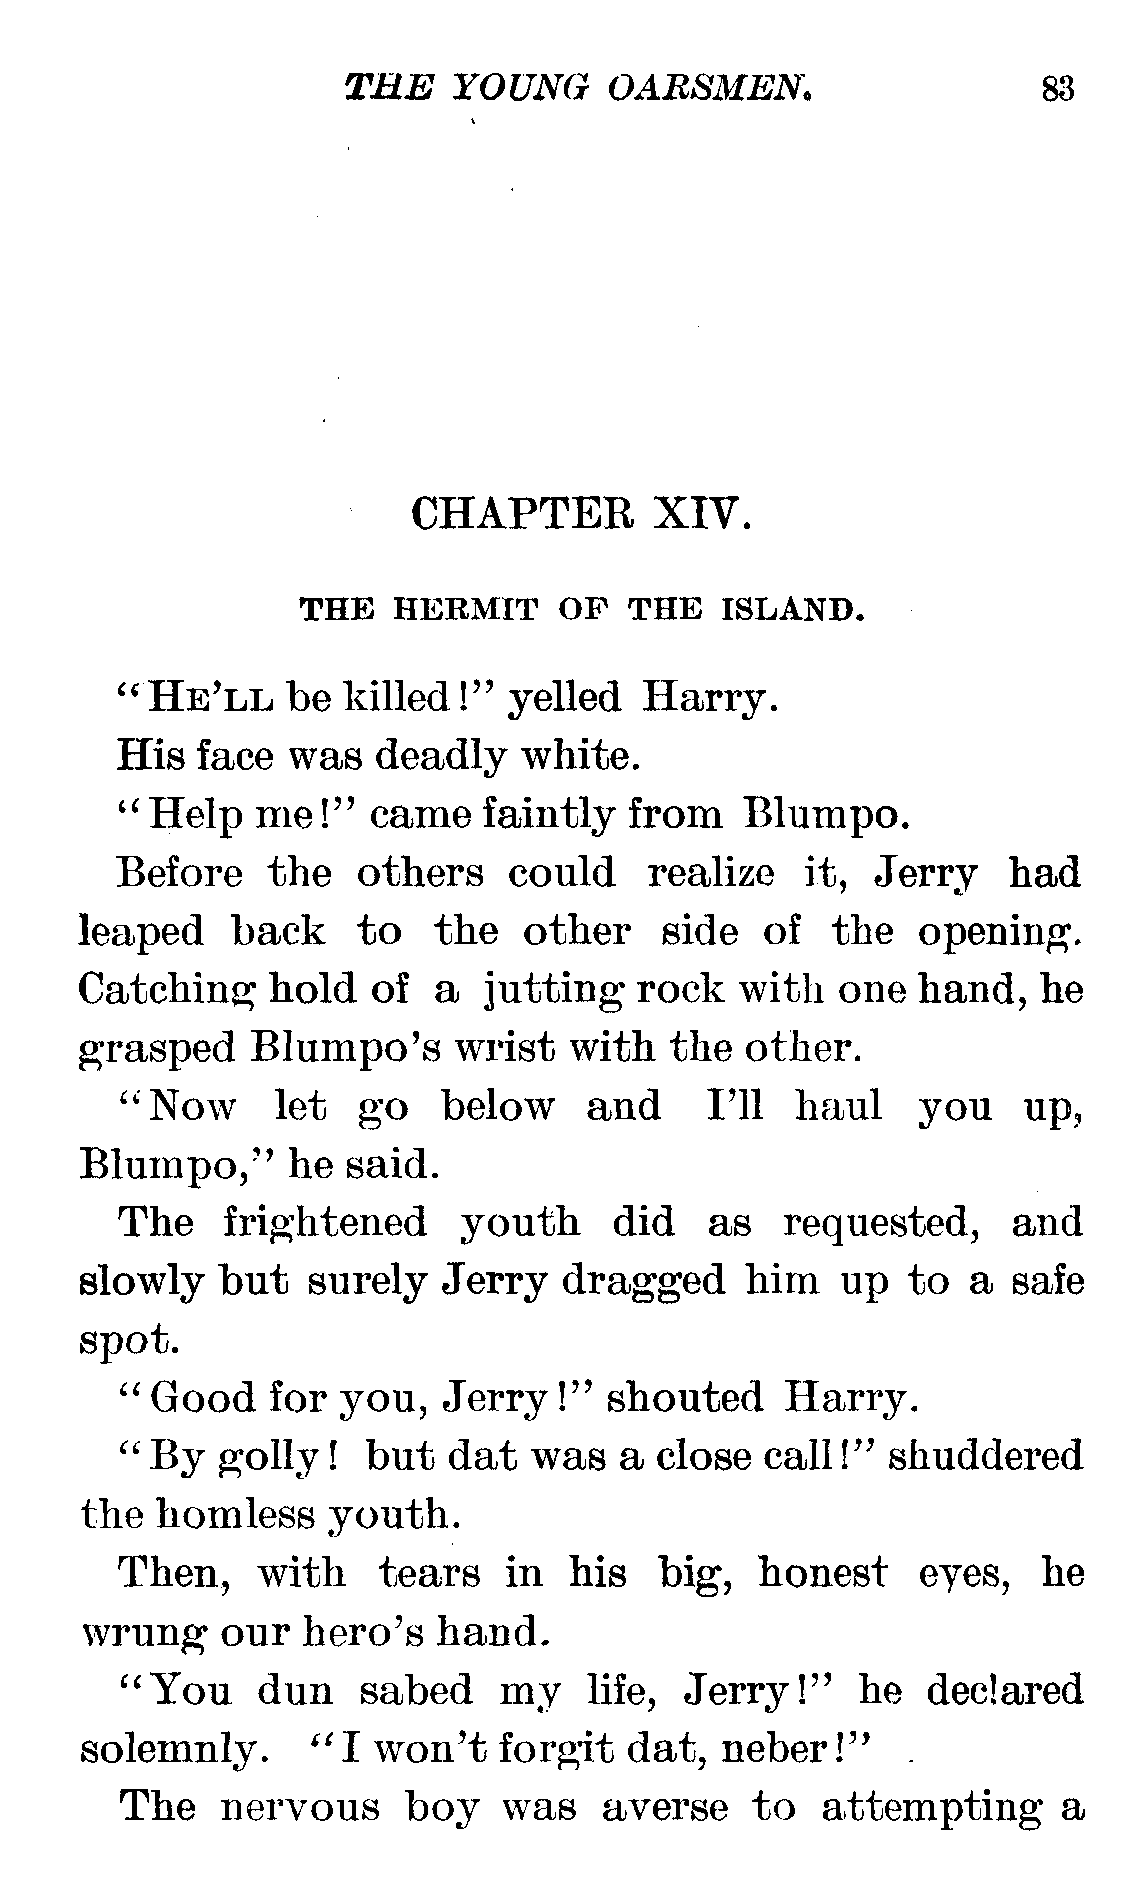 THE YOUNG OARSMEN. 83
CHAPTER XIV.
THE HERMIT OF THE ISLAND.
"HE'LL be killed!" yelled Harry.
His face was deadly white.
"Help me!" came faintly from Blumpo.
Before the others could realize it, Jerry had
leaped back to the other side of the opening.
Catching hold of a jutting rock with one hand, he
grasped Blumpo's wrist with the other.
"Now let go below and I'll haul you up,
Blumpo," he said.
The frightened youth did as requested, and
slowly but surely Jerry dragged him up to a safe
spot.
"Good for you, Jerry!" shouted Harry.
"By golly! but dat was a close call!" shuddered
the homless youth.
Then, with tears in his big, honest eyes, he
wrung our hero's hand.
"You dun sabed my life, Jerry!" he declared
solemnly. "I won't forgit dat, neber!"
The nervous boy was averse to attempting a